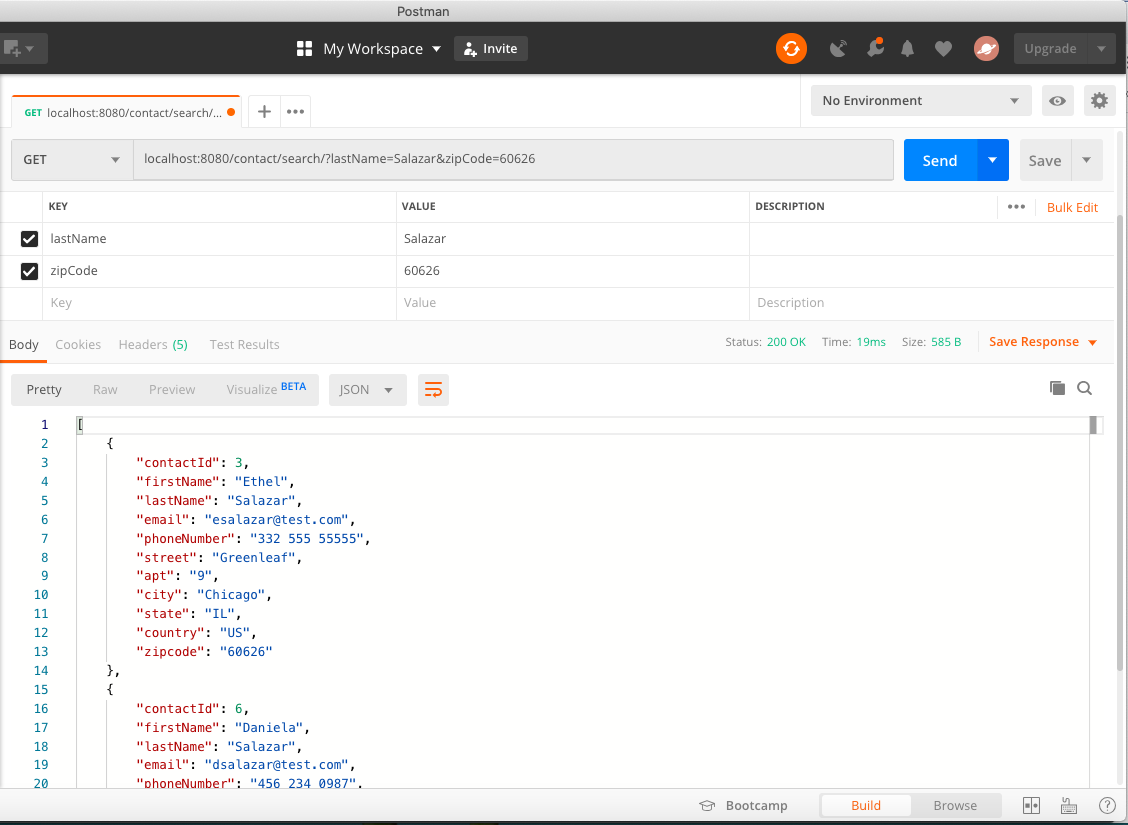 Postman
My Workspace Invite Upgrade
GET localhost:8080/contact/search/... No Environment
GET localhost:8080/contact/search/?lastName=Salazar&zipCode=60626 Send Save
KEY VALUE DESCRIPTION Bulk Edit
lastName Salazar
zipCode 60626
Key Value Description
Body Cookies Headers (5) Test Results Status: 200 OK Time: 19ms Size: 585 B Save Response
Pretty Raw Preview Visualize BETA JSON
1 [
2 {
3 "contactId": 3,
4 "firstName": "Ethel",
5 "lastName": "Salazar",
6 "email": "esalazar@test.com",
7 "phoneNumber": "332 555 55555",
8 "street": "Greenleaf",
9 "apt": "9",
10 "city": "Chicago",
11 "state": "IL",
12 "country": "US",
13 "zipcode": "60626"
14 },
15 {
16 "contactId": 6,
17 "firstName": "Daniela",
18 "lastName": "Salazar",
19 "email": "dsalazar@test.com",
20 "phoneNumber": "456 234 0987",
Bootcamp Build Browse ?